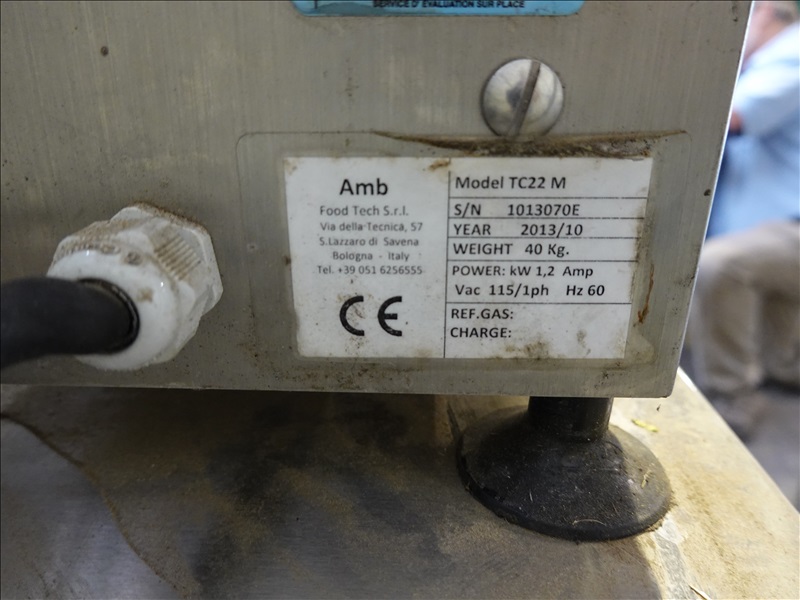 SERVICE D' EVALUATION SUR PLACE
Amb
Food Tech S.r.l.
Via della Tecnica, 57
S.Lazzaro di Savena
Bologna - Italy
Tel. +39 051 6256555
CE
Model TC22 M
S/N 1013070E
YEAR 2013/10
WEIGHT 40 Kg.
POWER: kW 1,2 Amp
Vac 115/1ph Hz 60
REF.GAS:
CHARGE: